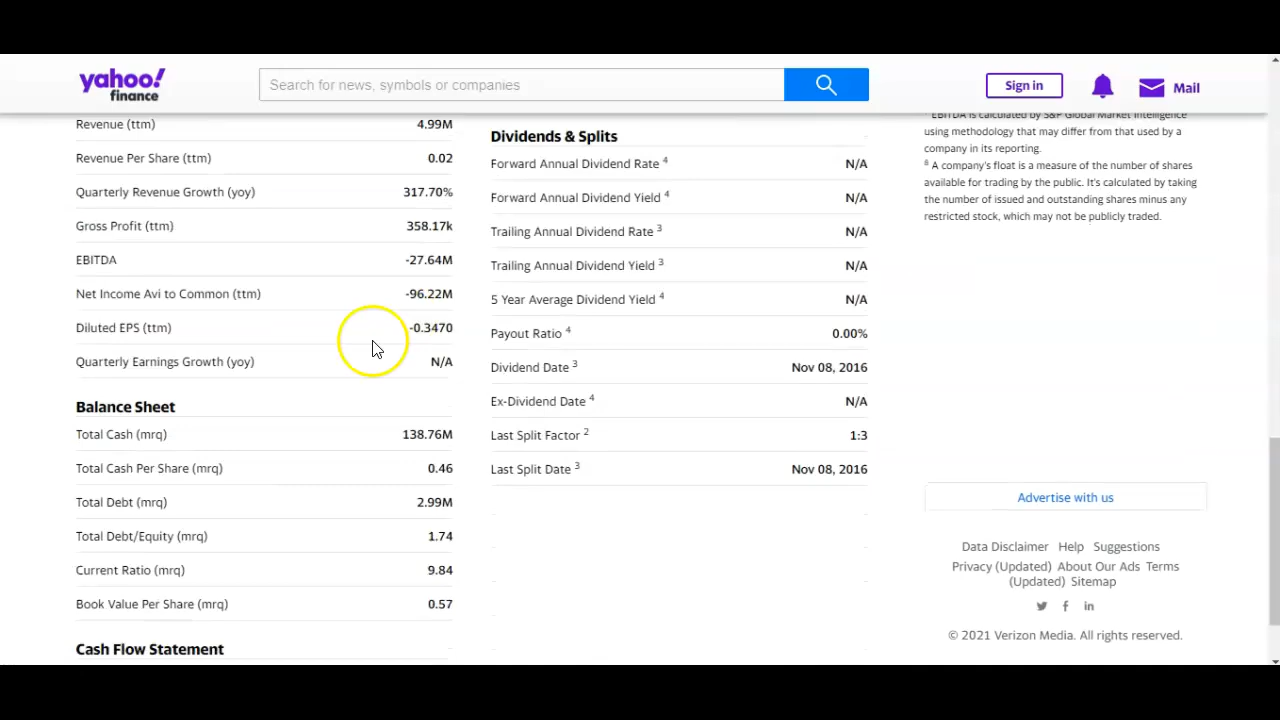 yahoo!
finance
Search for news, symbols or companies
Sign in
Mail
Revenue (ttm) 4.99M
Revenue Per Share (ttm) 0.02
Quarterly Revenue Growth (yoy) 317.70%
Gross Profit (ttm) 358.17k
EBITDA -27.64M
Net Income Avi to Common (ttm) -96.22M
Diluted EPS (ttm) -0.3470
Quarterly Earnings Growth (yoy) N/A
Balance Sheet
Total Cash (mrq) 138.76M
Total Cash Per Share (mrq) 0.46
Total Debt (mrq) 2.99M
Total Debt/Equity (mrq) 1.74
Current Ratio (mrq) 9.84
Book Value Per Share (mrq) 0.57
Cash Flow Statement
Dividends & Splits
Forward Annual Dividend Rate 4 N/A
Forward Annual Dividend Yield 4 N/A
Trailing Annual Dividend Rate 3 N/A
Trailing Annual Dividend Yield 3 N/A
5 Year Average Dividend Yield 4 N/A
Payout Ratio 4 0.00%
Dividend Date 3 Nov 08, 2016
Ex-Dividend Date 4 N/A
Last Split Factor 2 1:3
Last Split Date 3 Nov 08, 2016
EBITDA is calculated by S&P Global Market Intelligence
using methodology that may differ from that used by a
company in its reporting.
8 A company's float is a measure of the number of shares
available for trading by the public. It's calculated by taking
the number of issued and outstanding shares minus any
restricted stock, which may not be publicly traded.
Advertise with us
Data Disclaimer Help Suggestions
Privacy (Updated) About Our Ads Terms
(Updated) Sitemap
© 2021 Verizon Media. All rights reserved.